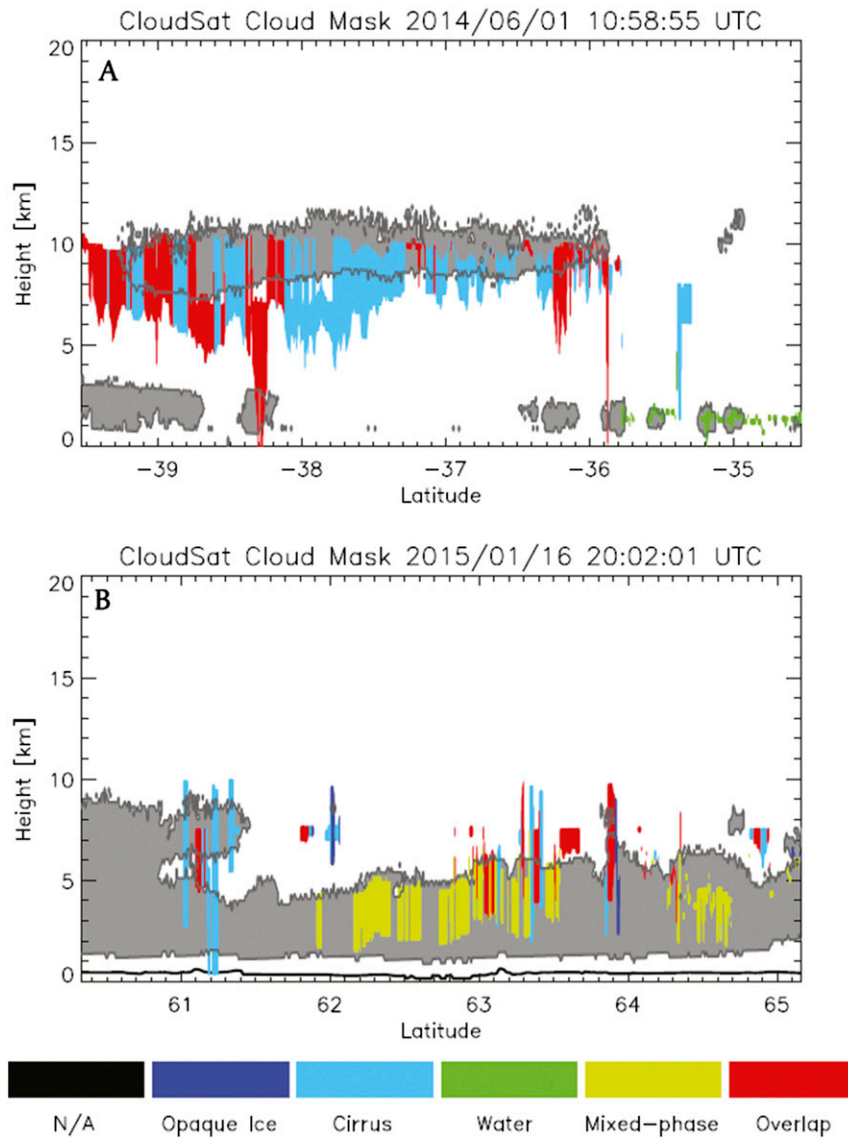 CloudSat Cloud Mask 2014/06/01 10:58:55 UTC
A
20
15
10
5
0
Height [km]
-39 -38 -37 -36 -35
Latitude
CloudSat Cloud Mask 2015/01/16 20:02:01 UTC
B
20
15
10
5
0
Height [km]
61 62 63 64 65
Latitude
N/A Opaque Ice Cirrus Water Mixed-phase Overlap